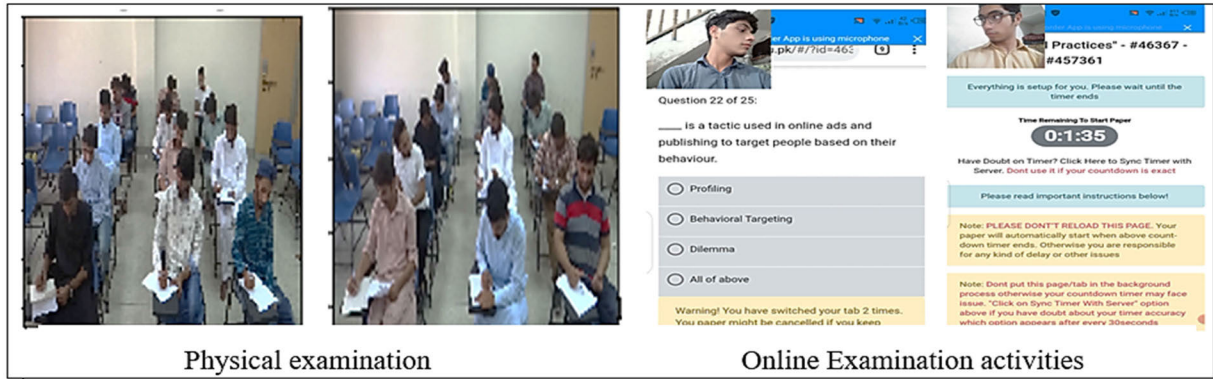 der App is using microphone
u.pk/#/?id=463
9
Question 22 of 25:
____ is a tactic used in online ads and
publishing to target people based on their
behaviour.
Profiling
Behavioral Targeting
Dilemma
All of above
Warning! You have switched your tab 2 times.
You paper might be cancelled if you keep
rder App is using microphone
l Practices" - #46367 -
#457361
Everything is setup for you. Please wait until the
timer ends
Time Remaining To Start Paper
0:1:35
Have Doubt on Timer? Click Here to Sync Timer with
Server. Dont use it if your countdown is exact
Please read important instructions below!
Note: PLEASE DON'T RELOAD THIS PAGE. Your
paper will automatically start when above count-
down timer ends. Otherwise you are responsible
for any kind of delay or other issues
Note: Dont put this page/tab in the background
process otherwise your countdown timer may face
issue. "Click on Sync Timer With Server" option
above if you have doubt about your timer accuracy
which option appears after every 30seconds
Physical examination
Online Examination activities